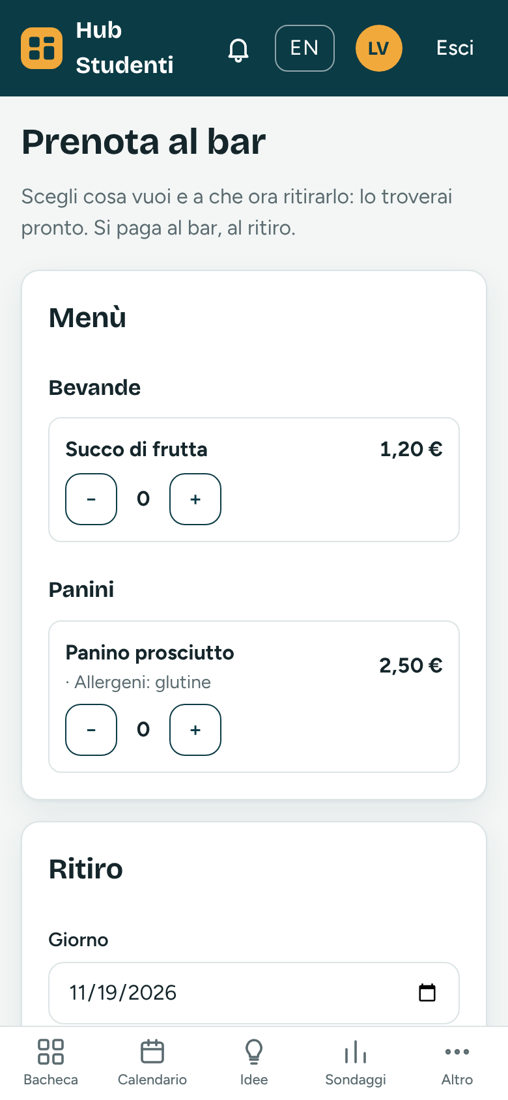 Hub
Studenti
EN
LV
Esci
Prenota al bar
Scegli cosa vuoi e a che ora ritirarlo: lo troverai
pronto. Si paga al bar, al ritiro.
Menù
Bevande
Succo di frutta
1,20 €
− 0 +
Panini
Panino prosciutto
· Allergeni: glutine
2,50 €
− 0 +
Ritiro
Giorno
11/19/2026
Bacheca
Calendario
Idee
Sondaggi
Altro